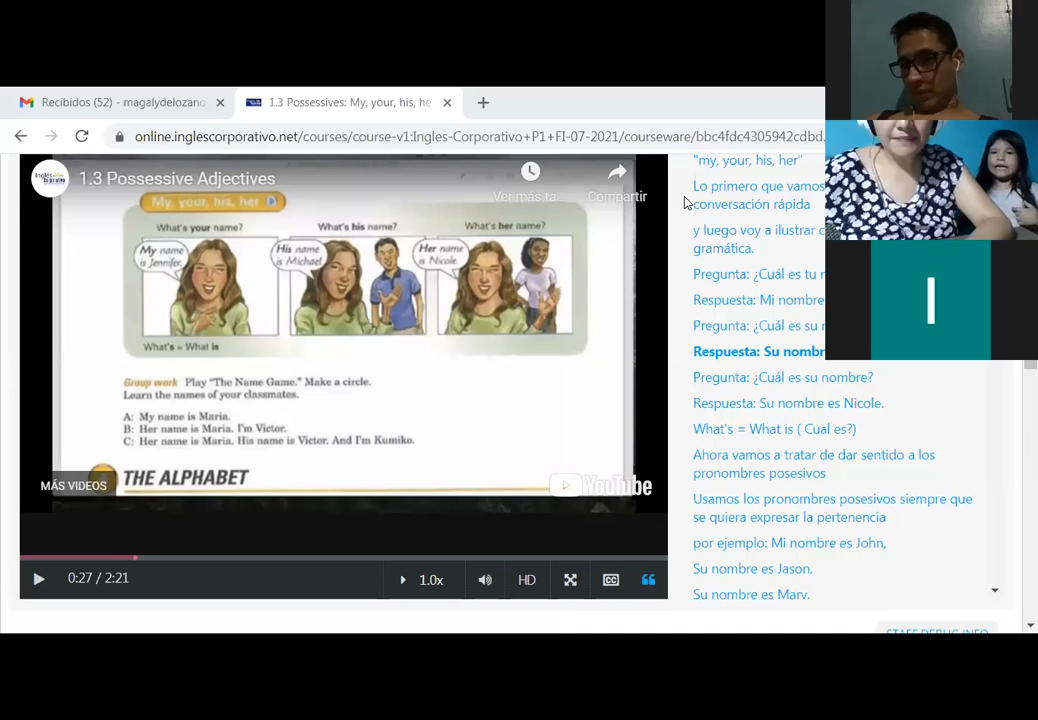 Recibidos (52) - magalydelozano
1.3 Possessives: My, your, his, he
online.inglescorporativo.net/courses/course-v1:Ingles-Corporativo+P1+FI-07-2021/courseware/bbc4fdc4305942cdbd.
1.3 Possessive Adjectives
Ver más ta...
Compartir
My, your, his, her
What's your name?
What's his name?
What's her name?
My name
is Jennifer.
His name
is Michael.
Her name
is Nicole.
What's = What is
Group work Play "The Name Game." Make a circle.
Learn the names of your classmates.
A: My name is Maria.
B: Her name is Maria. I'm Victor.
C: Her name is Maria. His name is Victor. And I'm Kumiko.
THE ALPHABET
MÁS VIDEOS
YouTube
0:27 / 2:21
1.0x
HD
CC
"my, your, his, her"
Lo primero que vamos
conversación rápida
y luego voy a ilustrar c
gramática.
Pregunta: ¿Cuál es tu n
Respuesta: Mi nombre
Pregunta: ¿Cuál es su n
Respuesta: Su nombr
Pregunta: ¿Cuál es su nombre?
Respuesta: Su nombre es Nicole.
What's = What is ( Cual es?)
Ahora vamos a tratar de dar sentido a los
pronombres posesivos
Usamos los pronombres posesivos siempre que
se quiera expresar la pertenencia
por ejemplo: Mi nombre es John,
Su nombre es Jason,
Su nombre es Mary.
STAFF DEBUG INFO
I